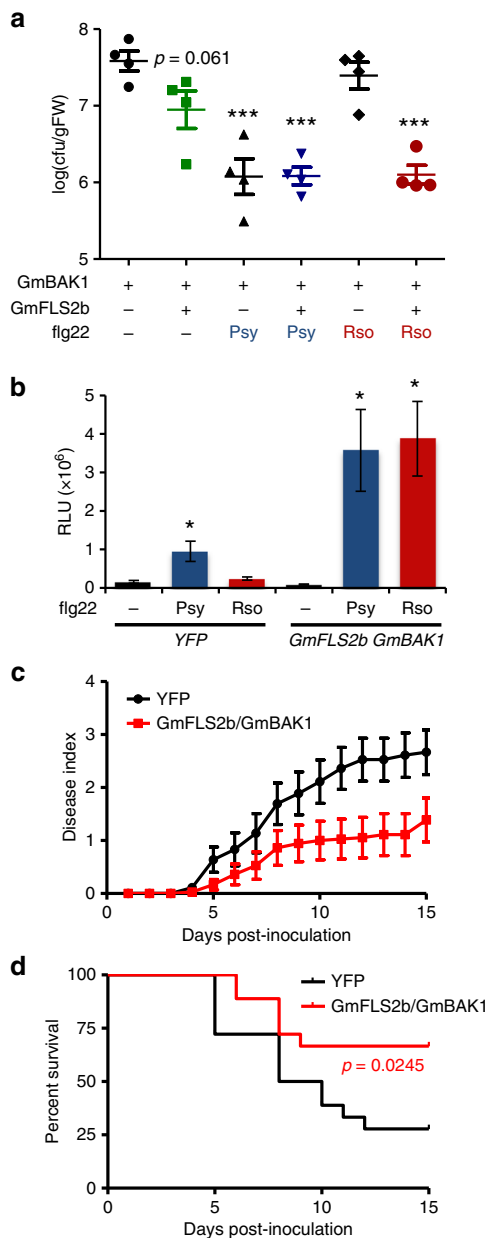 a
8
7
6
5
log(cfu/gFW)
p = 0.061
***
***
***
GmBAK1 + + + + + +
GmFLS2b – + – + – +
flg22 – – Psy Psy Rso Rso
b
6
5
4
3
2
1
0
RLU (×10⁶)
*
*
*
flg22 – Psy Rso – Psy Rso
YFP GmFLS2b GmBAK1
c
4
3
2
1
0
Disease index
YFP
GmFLS2b/GmBAK1
0 5 10 15
Days post-inoculation
d
100
75
50
25
0
Percent survival
YFP
GmFLS2b/GmBAK1
p = 0.0245
0 5 10 15
Days post-inoculation